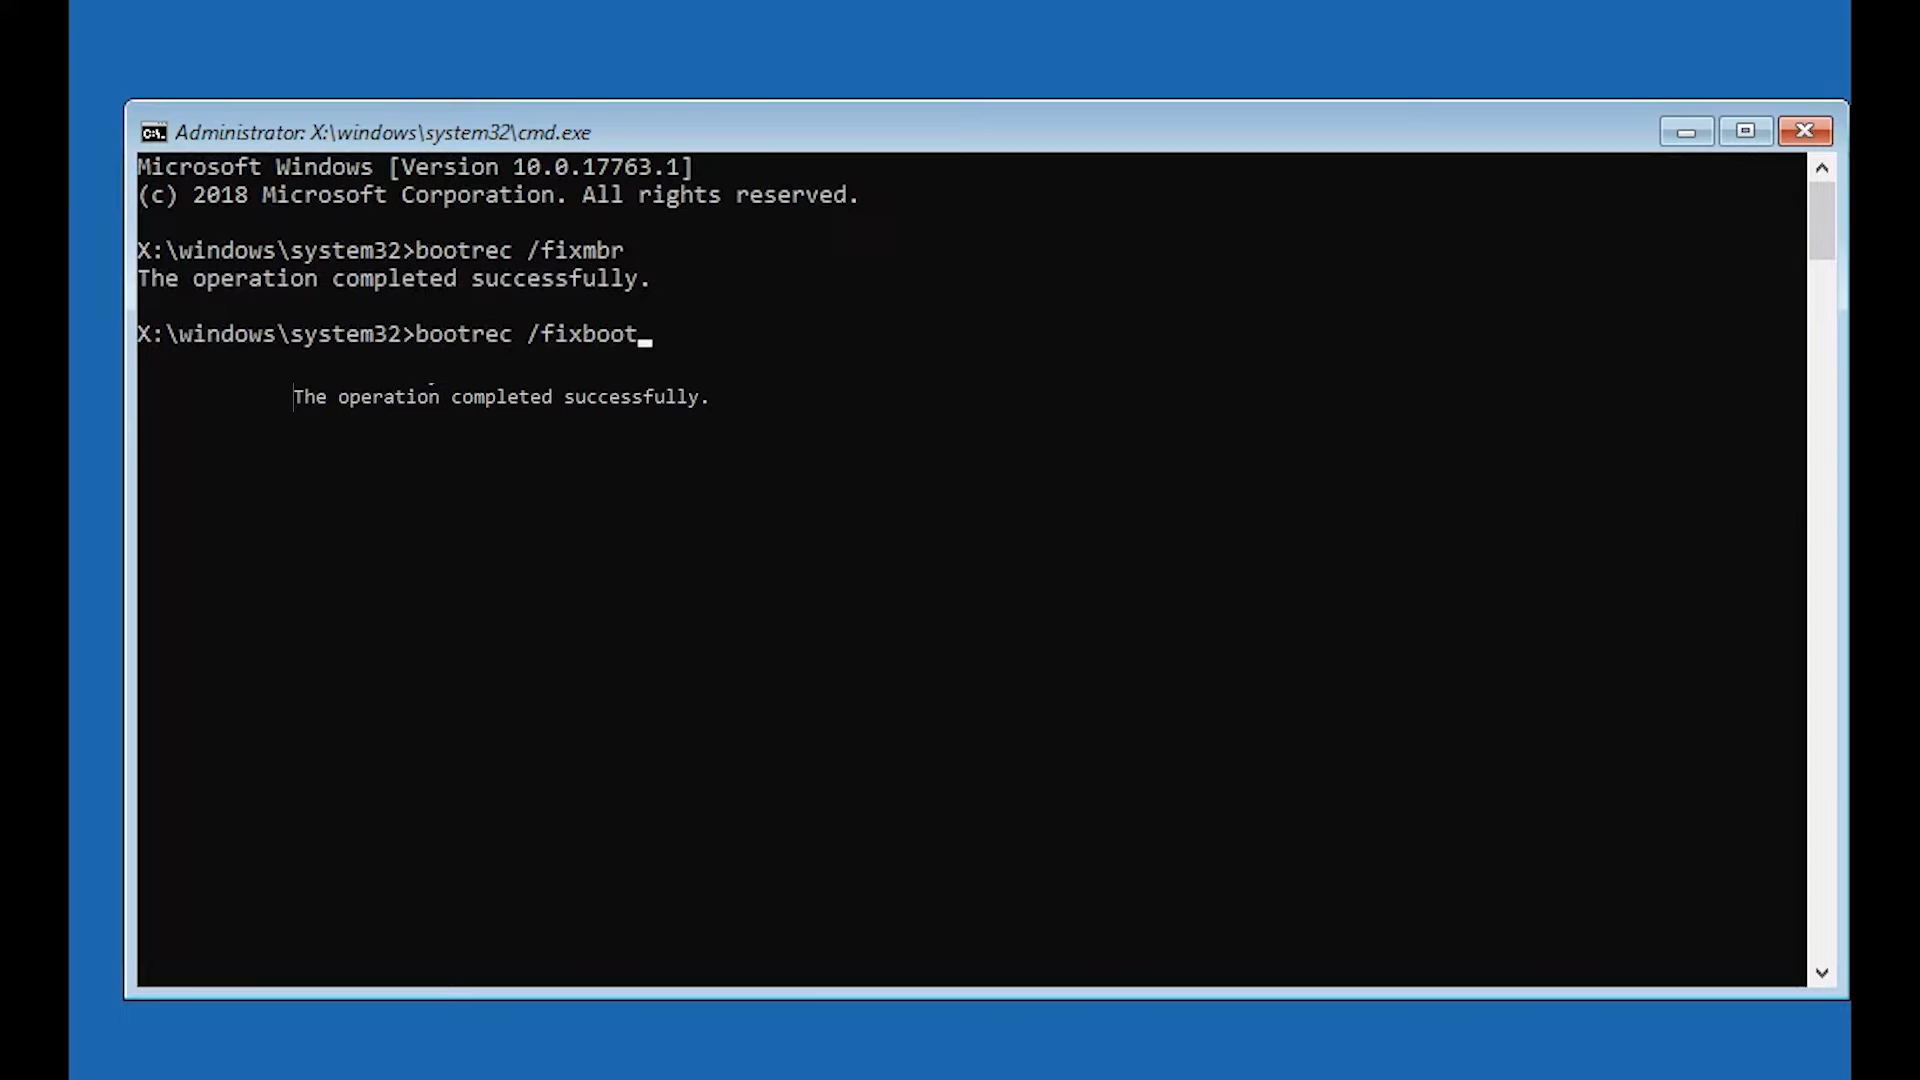 Administrator: X:\windows\system32\cmd.exe
Microsoft Windows [Version 10.0.17763.1]
(c) 2018 Microsoft Corporation. All rights reserved.
X:\windows\system32>bootrec /fixmbr
The operation completed successfully.
X:\windows\system32>bootrec /fixboot
The operation completed successfully.